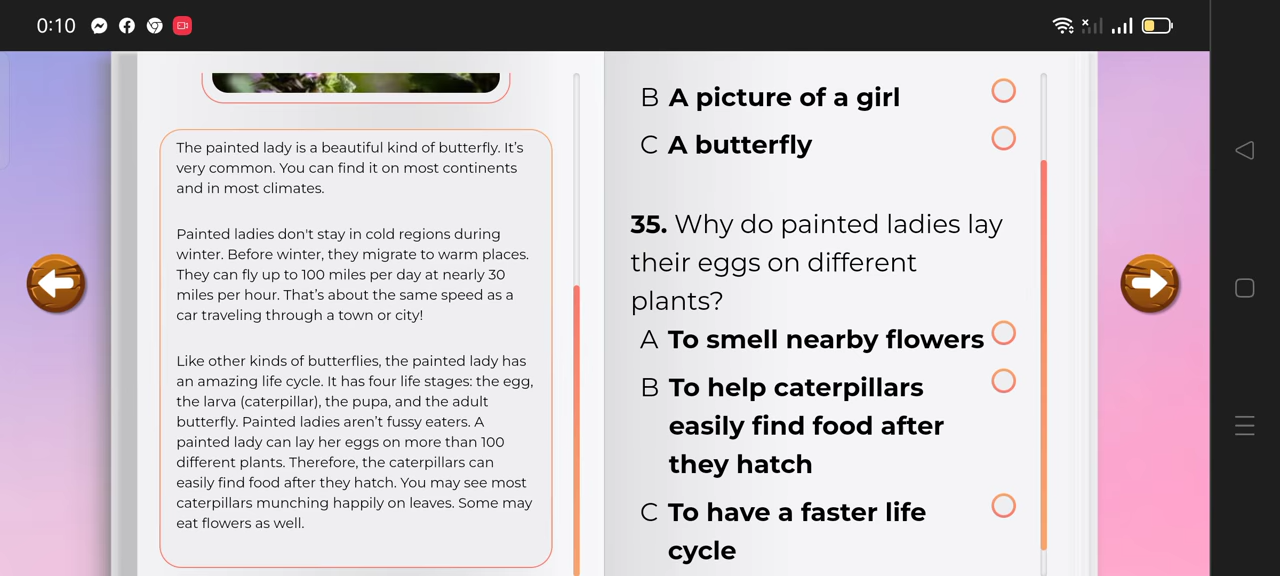 0:10
The painted lady is a beautiful kind of butterfly. It’s
very common. You can find it on most continents
and in most climates.
Painted ladies don't stay in cold regions during
winter. Before winter, they migrate to warm places.
They can fly up to 100 miles per day at nearly 30
miles per hour. That’s about the same speed as a
car traveling through a town or city!
Like other kinds of butterflies, the painted lady has
an amazing life cycle. It has four life stages: the egg,
the larva (caterpillar), the pupa, and the adult
butterfly. Painted ladies aren’t fussy eaters. A
painted lady can lay her eggs on more than 100
different plants. Therefore, the caterpillars can
easily find food after they hatch. You may see most
caterpillars munching happily on leaves. Some may
eat flowers as well.
B A picture of a girl
C A butterfly
35. Why do painted ladies lay
their eggs on different
plants?
A To smell nearby flowers
B To help caterpillars
easily find food after
they hatch
C To have a faster life
cycle